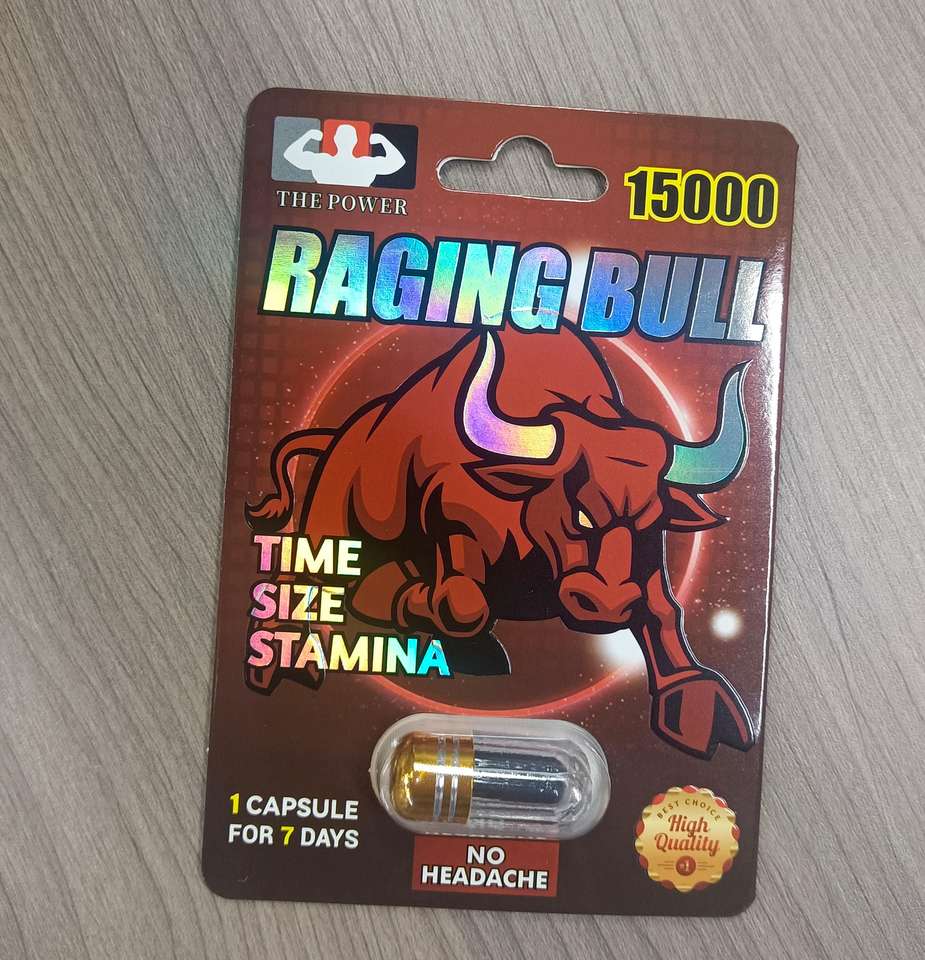 THE POWER
15000
RAGING BULL
TIME
SIZE
STAMINA
1 CAPSULE
FOR 7 DAYS
NO
HEADACHE
BEST CHOICE
High
Quality